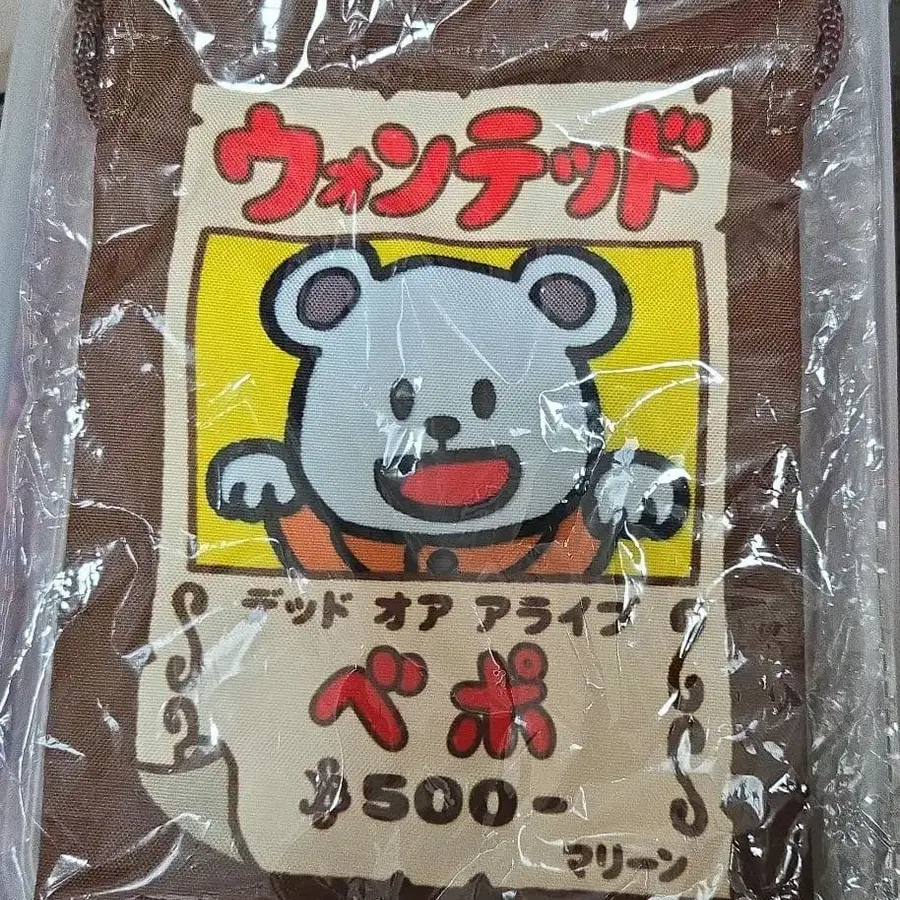 ウォンテッド
デッド オア アライブ
ベポ
฿500-
マリーン